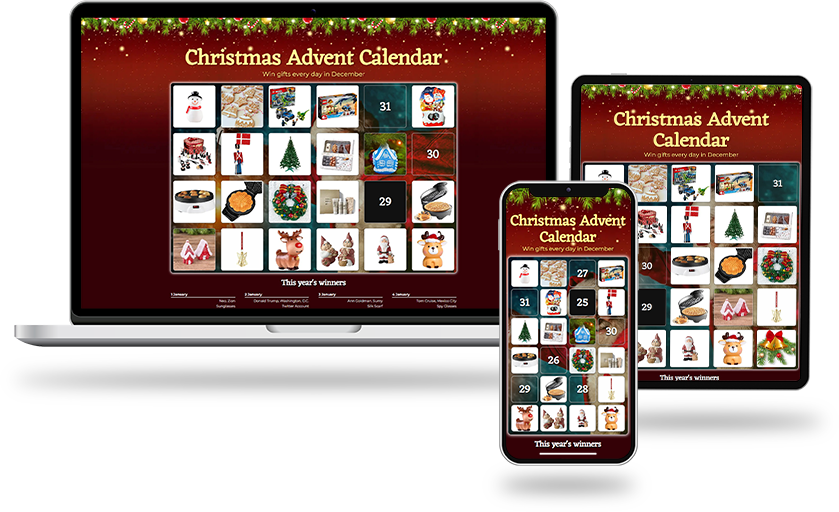 Christmas Advent Calendar
Win gifts every day in December
31
30
29
This year's winners
1 January
2 January
3 January
4 January
Neo, Zion
Donald Trump, Washington, D.C.
Ann Goldman, Sunny
Tom Cruise, Mexico City
Sunglasses
Twitter Account
Silk Scarf
Spy Glasses
Christmas Advent
Calendar
Win gifts every day in December
31
30
29
This year's winners
Christmas Advent
Calendar
Win gifts every day in December
27
31
25
30
26
29
28
This year's winners